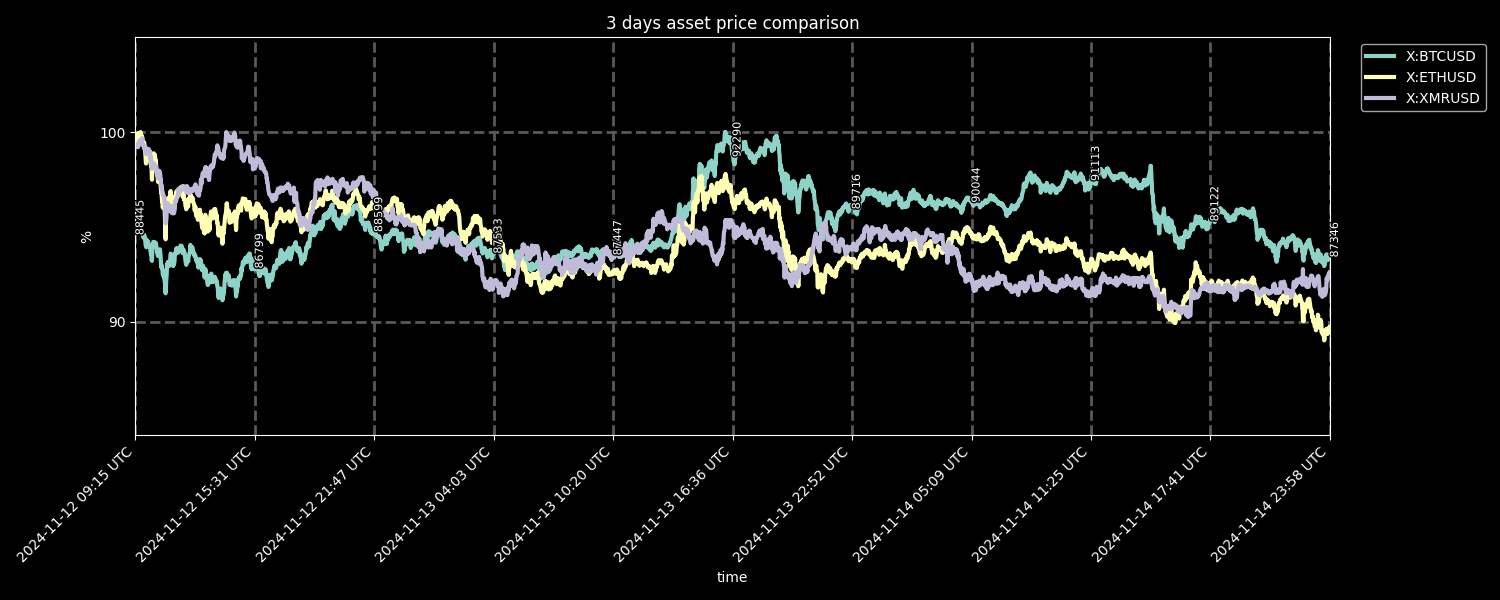 3 days asset price comparison
X:BTCUSD
X:ETHUSD
X:XMRUSD
100
90
%
88445
86799
88599
87533
87447
92290
89716
90044
91113
89122
87346
2024-11-12 09:15 UTC
2024-11-12 15:31 UTC
2024-11-12 21:47 UTC
2024-11-13 04:03 UTC
2024-11-13 10:20 UTC
2024-11-13 16:36 UTC
2024-11-13 22:52 UTC
2024-11-14 05:09 UTC
2024-11-14 11:25 UTC
2024-11-14 17:41 UTC
2024-11-14 23:58 UTC
time